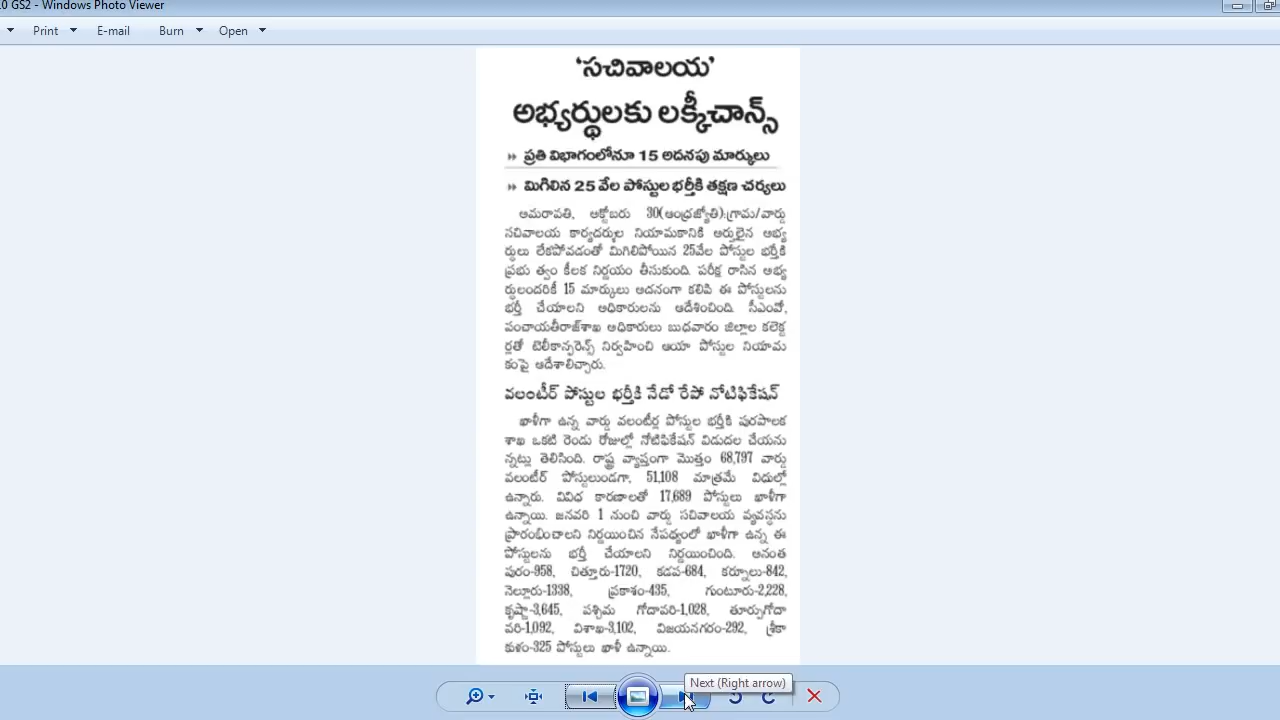 10 GS2 - Windows Photo Viewer
Print E-mail Burn Open
‘సచివాలయ’
అభ్యర్థులకు లక్కీచాన్స్
›› ప్రతి విభాగంలోనూ 15 అదనపు మార్కులు
›› మిగిలిన 25 వేల పోస్టుల భర్తీకి తక్షణ చర్యలు
అమరావతి, అక్టోబరు 30(ఆంధ్రజ్యోతి):గ్రామ/వార్డు
సచివాలయ కార్యదర్శుల నియామకానికి అర్హులైన అభ్య
ర్థులు లేకపోవడంతో మిగిలిపోయిన 25వేల పోస్టుల భర్తీకి
ప్రభు త్వం కీలక నిర్ణయం తీసుకుంది. పరీక్ష రాసిన అభ్య
ర్థులందరికీ 15 మార్కులు అదనంగా కలిపి ఈ పోస్టులను
భర్తీ చేయాలని అధికారులను ఆదేశించింది. సీఎంవో,
పంచాయతీరాజ్‌శాఖ అధికారులు బుధవారం జిల్లాల కలెక్ట
ర్లతో టెలీకాన్ఫరెన్స్ నిర్వహించి ఆయా పోస్టుల నియామ
కంపై ఆదేశాలిచ్చారు.
వలంటీర్ పోస్టుల భర్తీకి నేడో రేపో నోటిఫికేషన్
ఖాళీగా ఉన్న వార్డు వలంటీర్ల పోస్టుల భర్తీకి పురపాలక
శాఖ ఒకటి రెండు రోజుల్లో నోటిఫికేషన్ విడుదల చేయను
న్నట్లు తెలిసింది. రాష్ట్ర వ్యాప్తంగా మొత్తం 68,797 వార్డు
వలంటీర్ పోస్టులుండగా, 51,108 మాత్రమే విధుల్లో
ఉన్నారు. వివిధ కారణాలతో 17,689 పోస్టులు ఖాళీగా
ఉన్నాయి. జనవరి 1 నుంచి వార్డు సచివాలయ వ్యవస్థను
ప్రారంభించాలని నిర్ణయించిన నేపథ్యంలో ఖాళీగా ఉన్న ఈ
పోస్టులను భర్తీ చేయాలని నిర్ణయించింది. అనంత
పురం-958, చిత్తూరు-1720, కడప-684, కర్నూలు-842,
నెల్లూరు-1338, ప్రకాశం-435, గుంటూరు-2,228,
కృష్ణా-3,645, పశ్చిమ గోదావరి-1,028, తూర్పుగోదా
వరి-1,092, విశాఖ-3,102, విజయనగరం-292, శ్రీకా
కుళం-325 పోస్టులు ఖాళీ ఉన్నాయి.
Next (Right arrow)